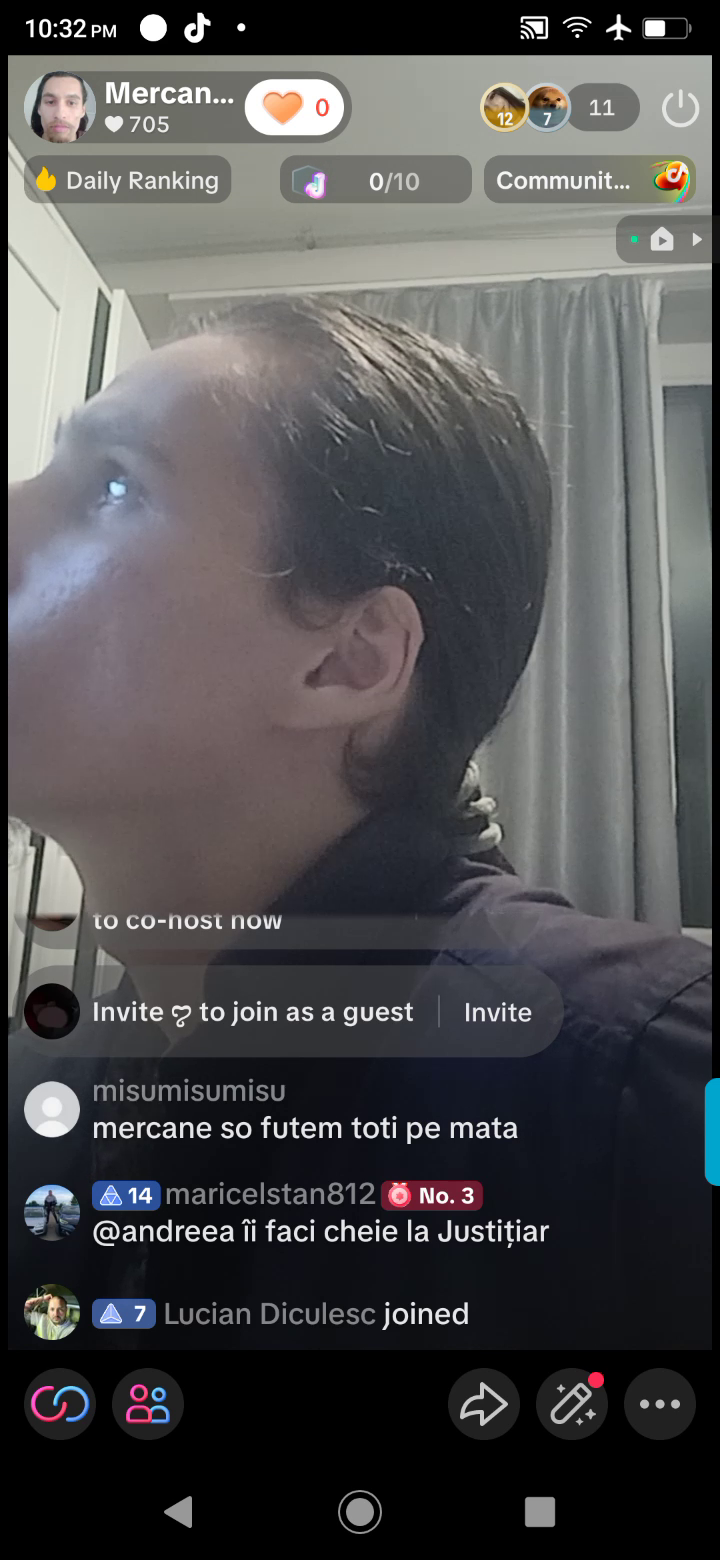 10:32 PM
Mercan... 0
705
12 7 11
Daily Ranking 0/10 Communit...
to co-host now
Invite ღ to join as a guest Invite
misumisumisu
mercane so futem toti pe mata
14 maricelstan812 No. 3
@andreea îi faci cheie la Justițiar
7 Lucian Diculesc joined